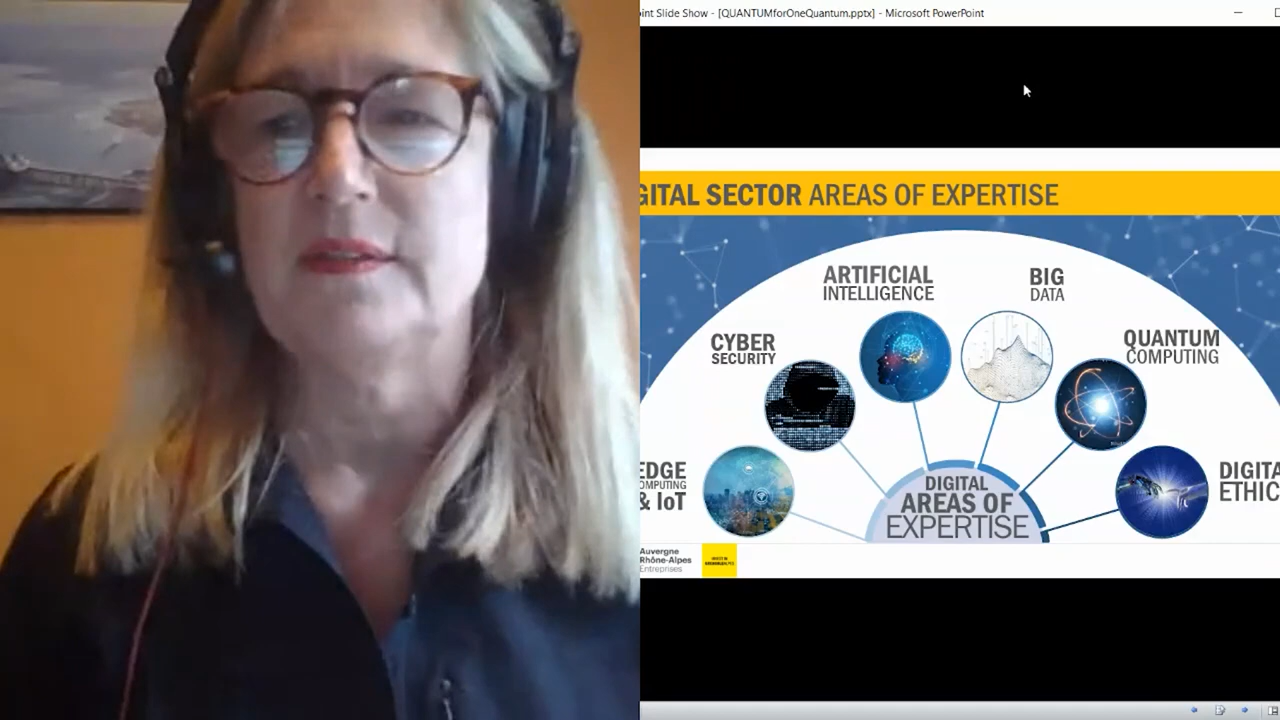 int Slide Show - [QUANTUMforOneQuantum.pptx] - Microsoft PowerPoint
GITAL SECTOR AREAS OF EXPERTISE
ARTIFICIAL
INTELLIGENCE
BIG
DATA
CYBER
SECURITY
QUANTUM
COMPUTING
EDGE
OMPUTING
& IoT
DIGITA
ETHIC
DIGITAL
AREAS OF
EXPERTISE
Auvergne
Rhône-Alpes
Entreprises